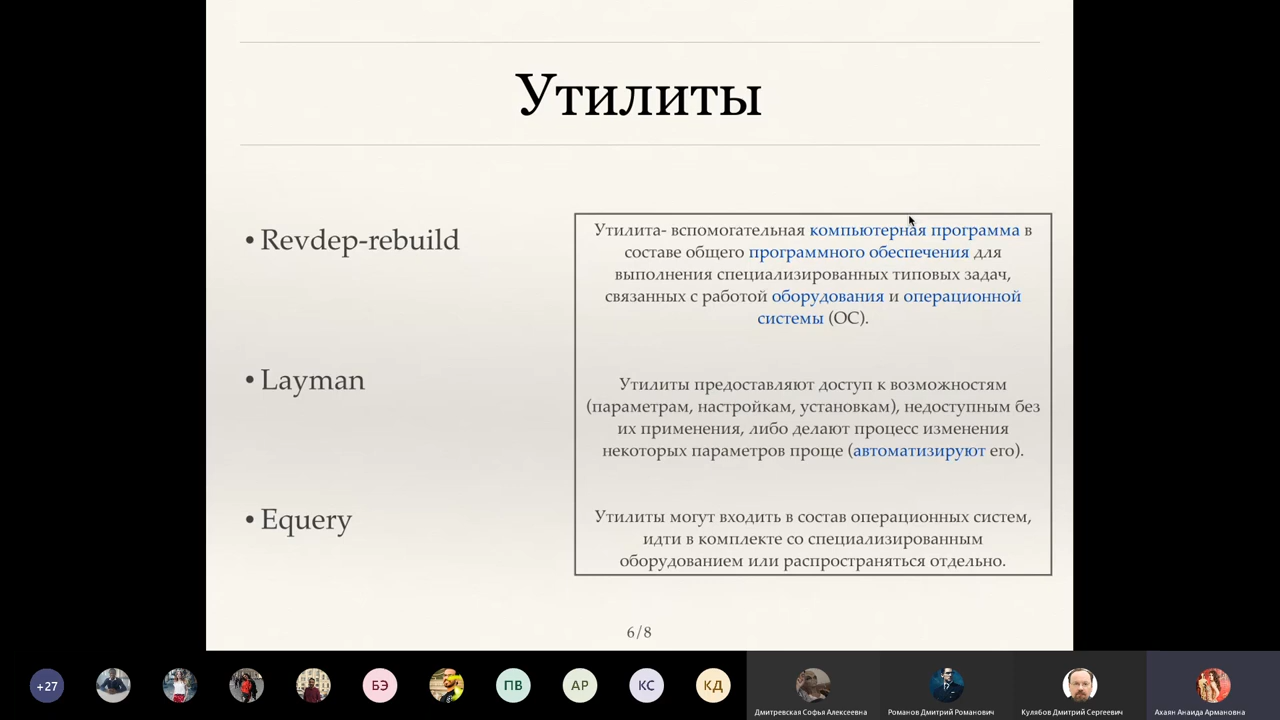 Утилиты
• Revdep-rebuild
• Layman
• Equery
Утилита- вспомогательная компьютерная программа в
составе общего программного обеспечения для
выполнения специализированных типовых задач,
связанных с работой оборудования и операционной
системы (ОС).
Утилиты предоставляют доступ к возможностям
(параметрам, настройкам, установкам), недоступным без
их применения, либо делают процесс изменения
некоторых параметров проще (автоматизируют его).
Утилиты могут входить в состав операционных систем,
идти в комплекте со специализированным
оборудованием или распространяться отдельно.
6/8
+27
БЭ
ПВ
АР
КС
КД
Дмитревская Софья Алексеевна
Романов Дмитрий Романович
Кулябов Дмитрий Сергеевич
Ахаян Анаида Армановна